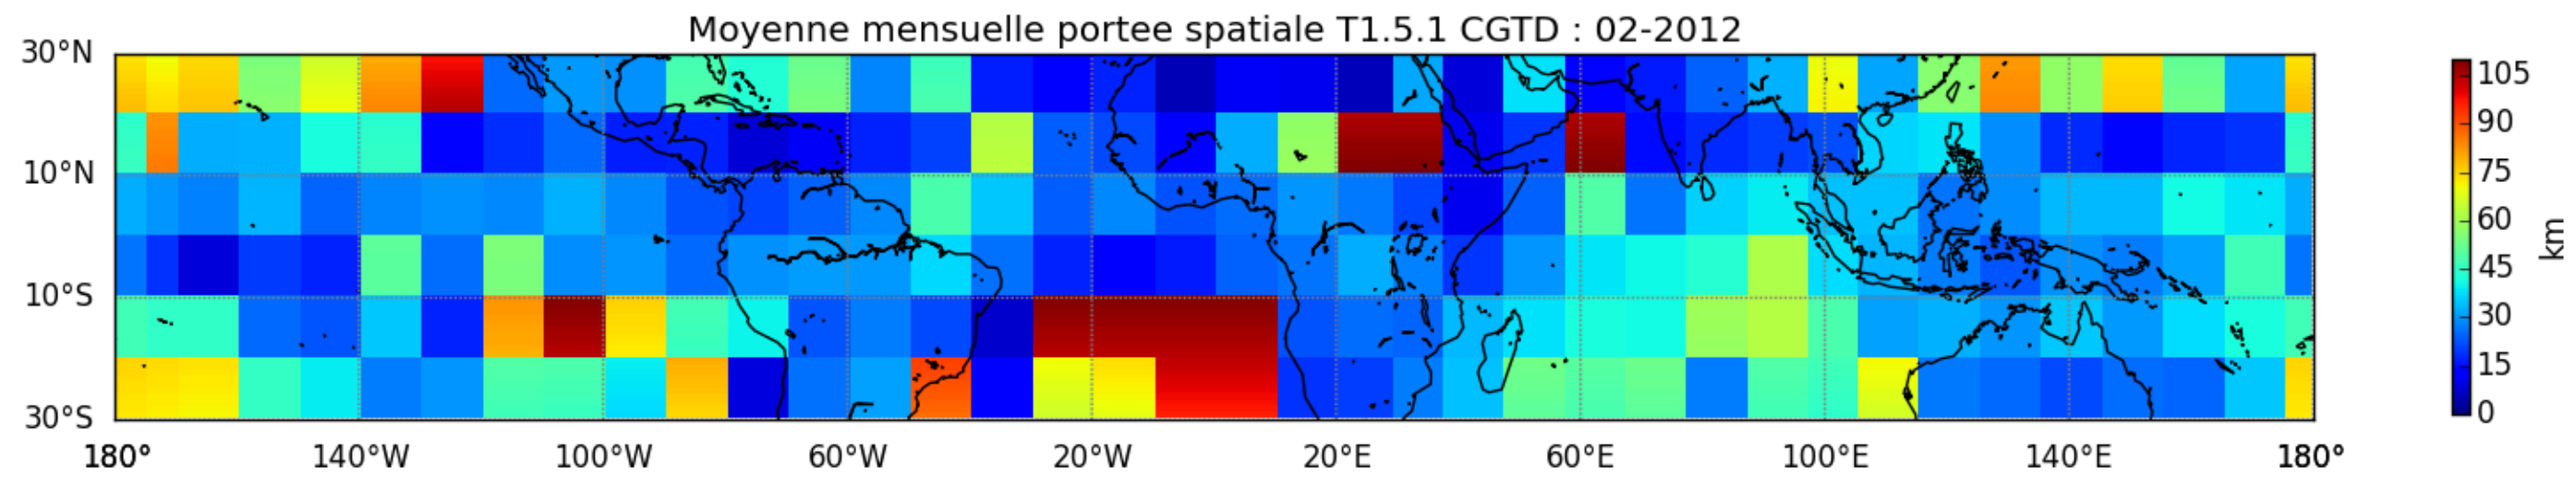 Moyenne mensuelle portee spatiale T1.5.1 CGTD : 02-2012
30°N
10°N
10°S
30°S
180° 140°W 100°W 60°W 20°W 20°E 60°E 100°E 140°E 180°
105
90
75
60
45
30
15
0
km